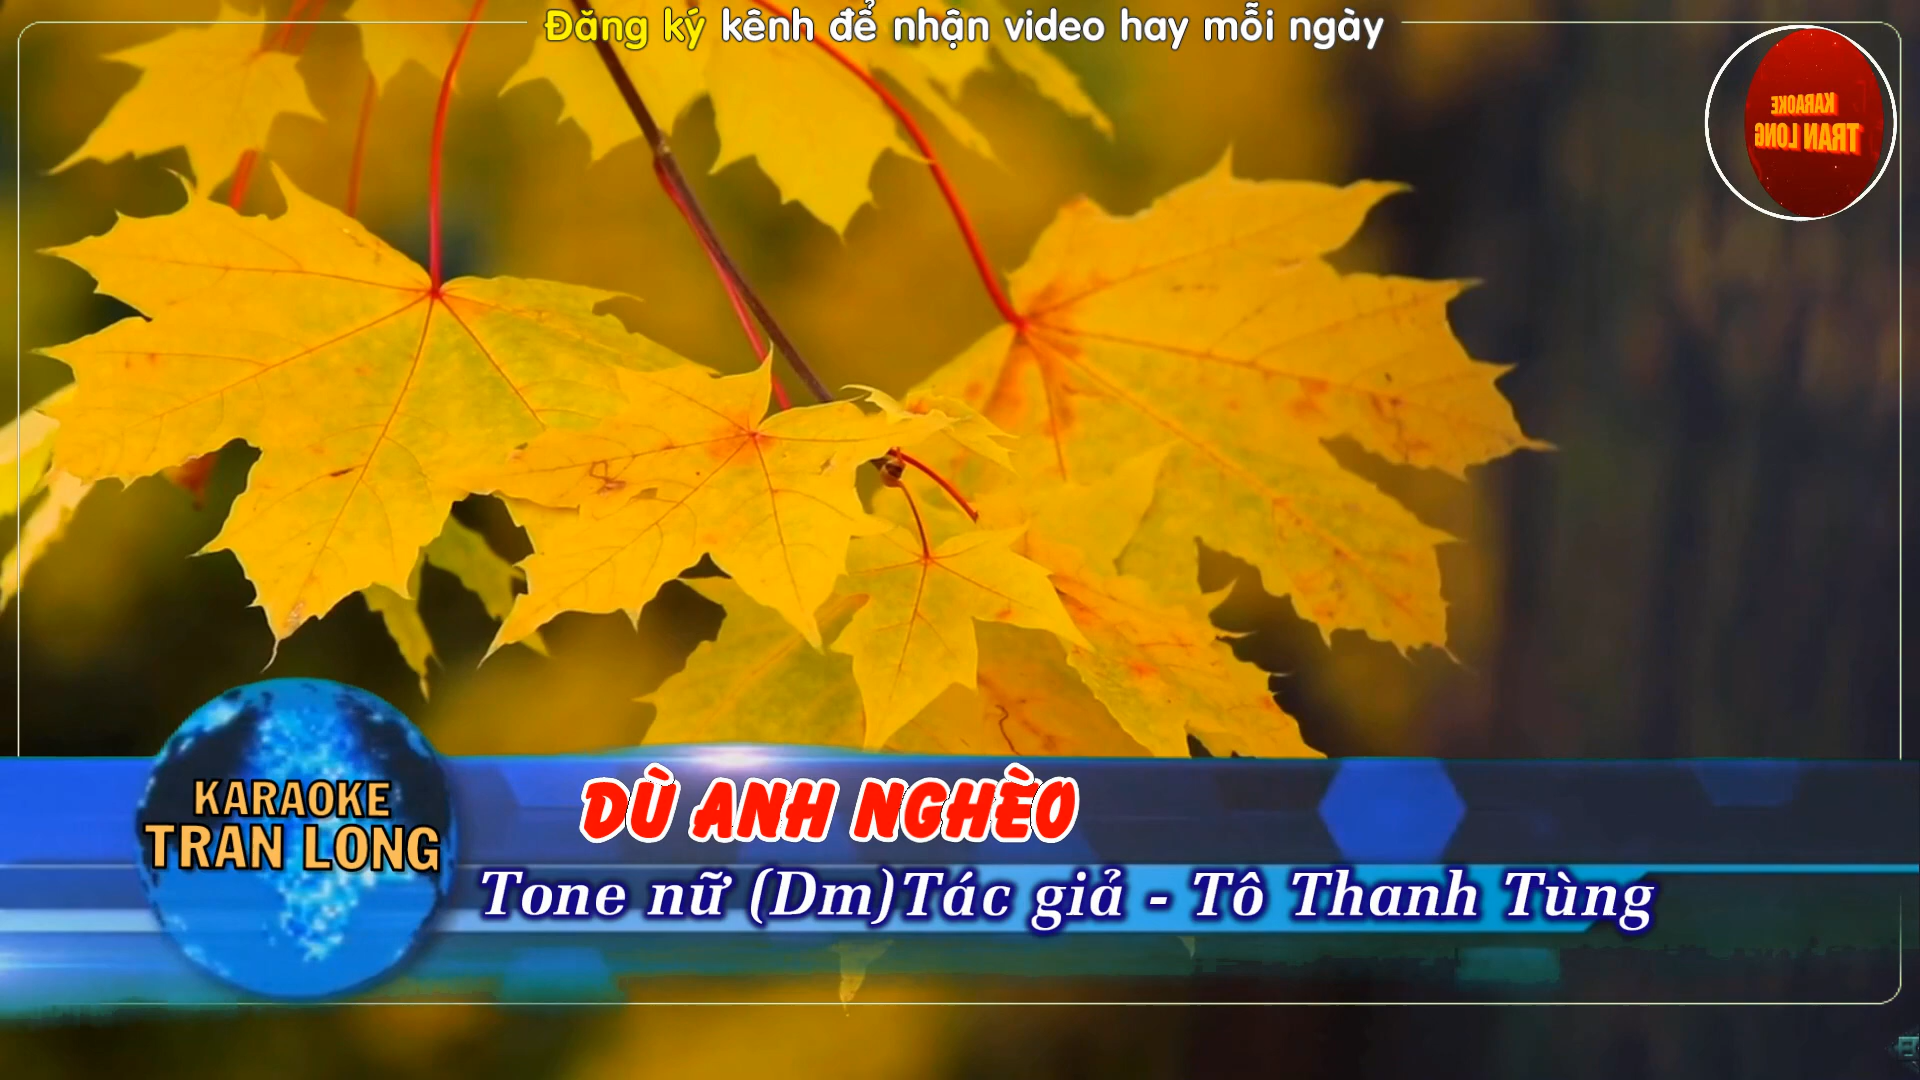 Đăng ký kênh để nhận video hay mỗi ngày
KARAOKE
TRAN LONG
DÙ ANH NGHÈO
KARAOKE
TRAN LONG
Tone nữ (Dm)Tác giả - Tô Thanh Tùng